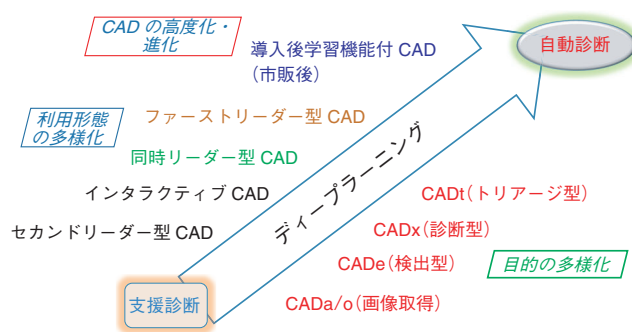 CAD の高度化・
進化
自動診断
導入後学習機能付 CAD
(市販後)
利用形態
の多様化
ファーストリーダー型 CAD
同時リーダー型 CAD
ディープラーニング
インタラクティブ CAD
CADt(トリアージ型)
セカンドリーダー型 CAD
CADx(診断型)
CADe(検出型)
目的の多様化
支援診断
CADa/o(画像取得)